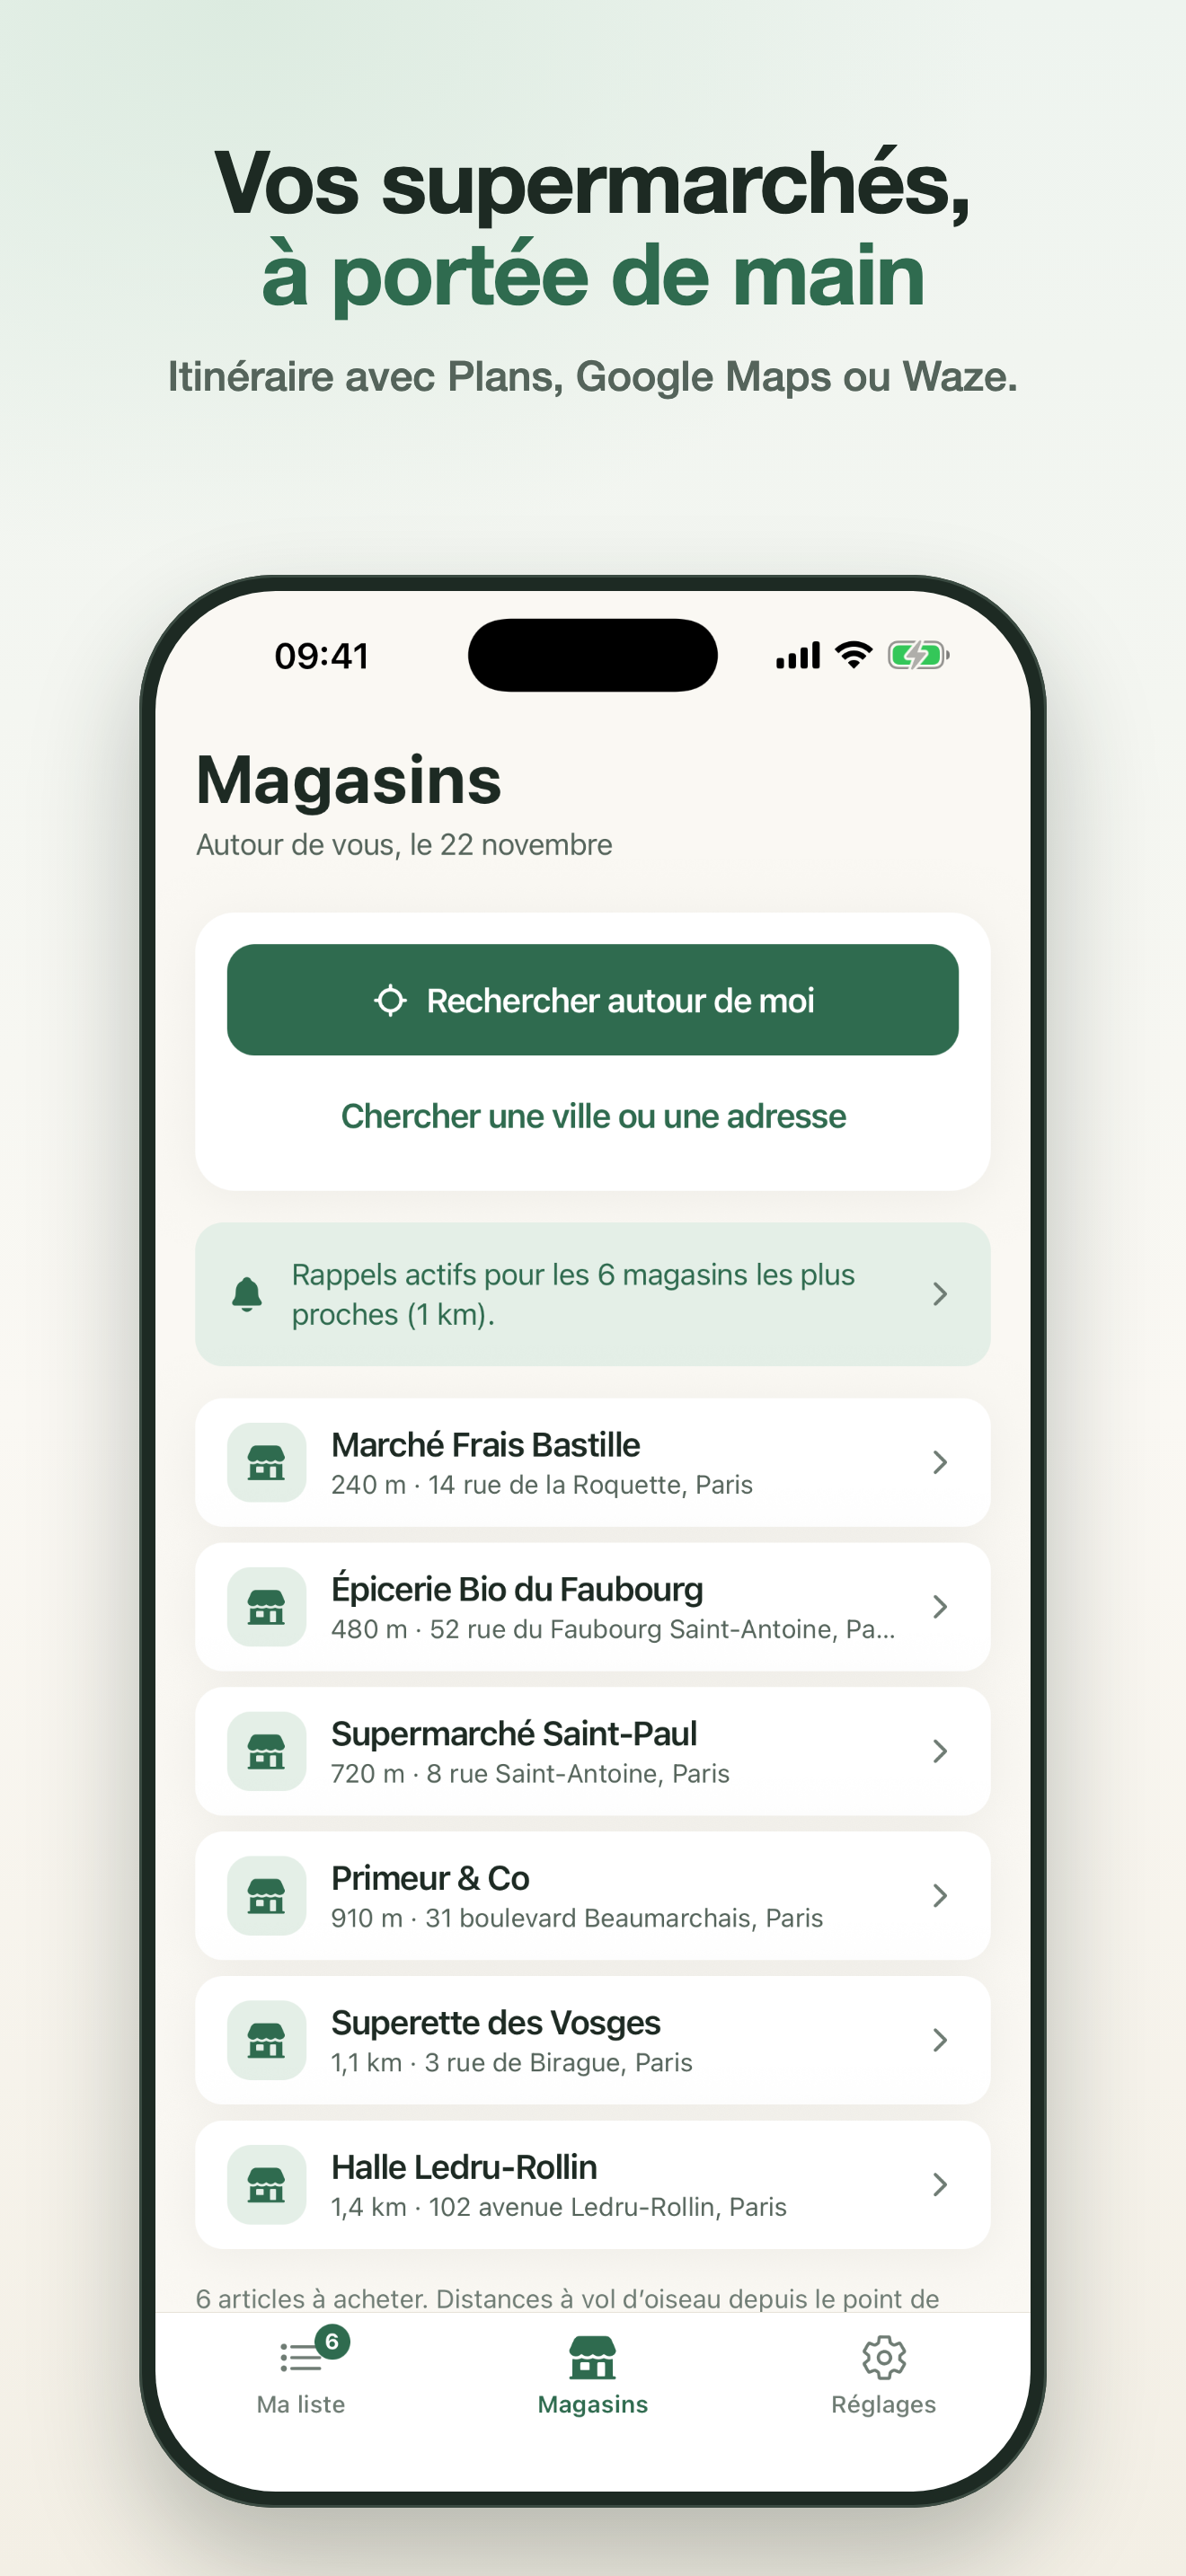 Vos supermarchés,
à portée de main
Itinéraire avec Plans, Google Maps ou Waze.
09:41
Magasins
Autour de vous, le 22 novembre
Rechercher autour de moi
Chercher une ville ou une adresse
Rappels actifs pour les 6 magasins les plus
proches (1 km).
Marché Frais Bastille
240 m · 14 rue de la Roquette, Paris
Épicerie Bio du Faubourg
480 m · 52 rue du Faubourg Saint-Antoine, Pa...
Supermarché Saint-Paul
720 m · 8 rue Saint-Antoine, Paris
Primeur & Co
910 m · 31 boulevard Beaumarchais, Paris
Superette des Vosges
1,1 km · 3 rue de Birague, Paris
Halle Ledru-Rollin
1,4 km · 102 avenue Ledru-Rollin, Paris
6 articles à acheter. Distances à vol d’oiseau depuis le point de
6
Ma liste
Magasins
Réglages